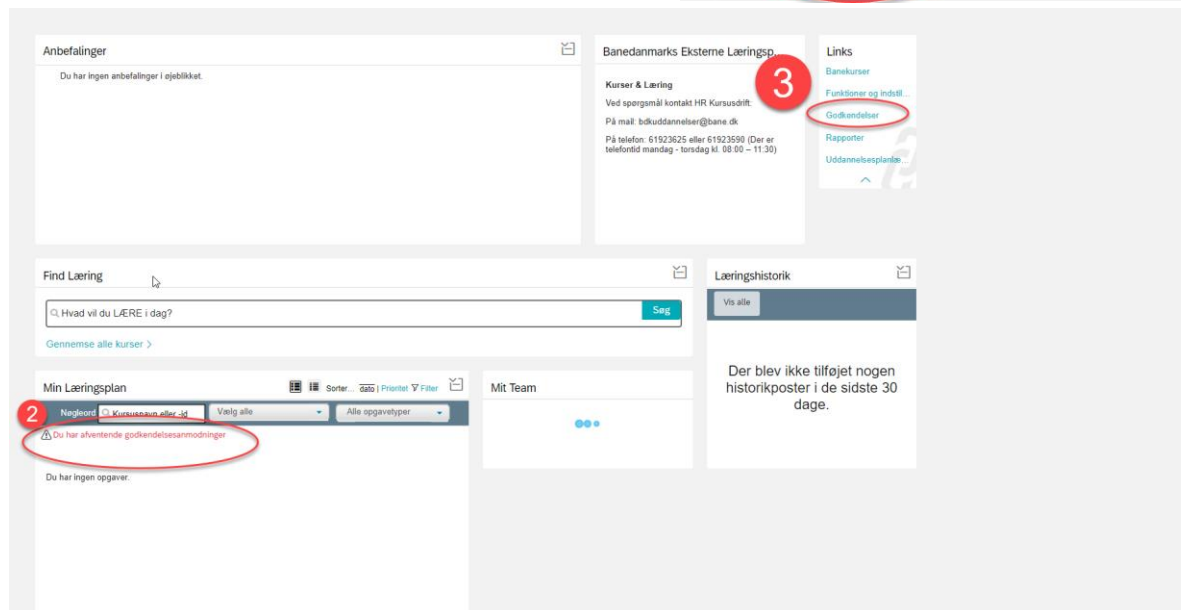 Anbefalinger
Du har ingen anbefalinger i øjeblikket.
Banedanmarks Eksterne Læringsp...
Kurser & Læring
Ved spørgsmål kontakt HR Kursusdrift:
På mail: bdkuddannelser@bane.dk
På telefon: 61923625 eller 61923590 (Der er
telefontid mandag - torsdag kl. 08:00 – 11:30)
3
Links
Banekurser
Funktioner og indstil...
Godkendelser
Rapporter
Uddannelsesplanlæ...
Find Læring
Hvad vil du LÆRE i dag?
Søg
Gennemse alle kurser >
Læringshistorik
Vis alle
Der blev ikke tilføjet nogen
historikposter i de sidste 30
dage.
Min Læringsplan
Sorter... dato | Prioritet Filter
2
Nøgleord Kursusnavn eller -id Vælg alle Alle opgavetyper
Du har afventende godkendelsesanmodninger
Du har ingen opgaver.
Mit Team